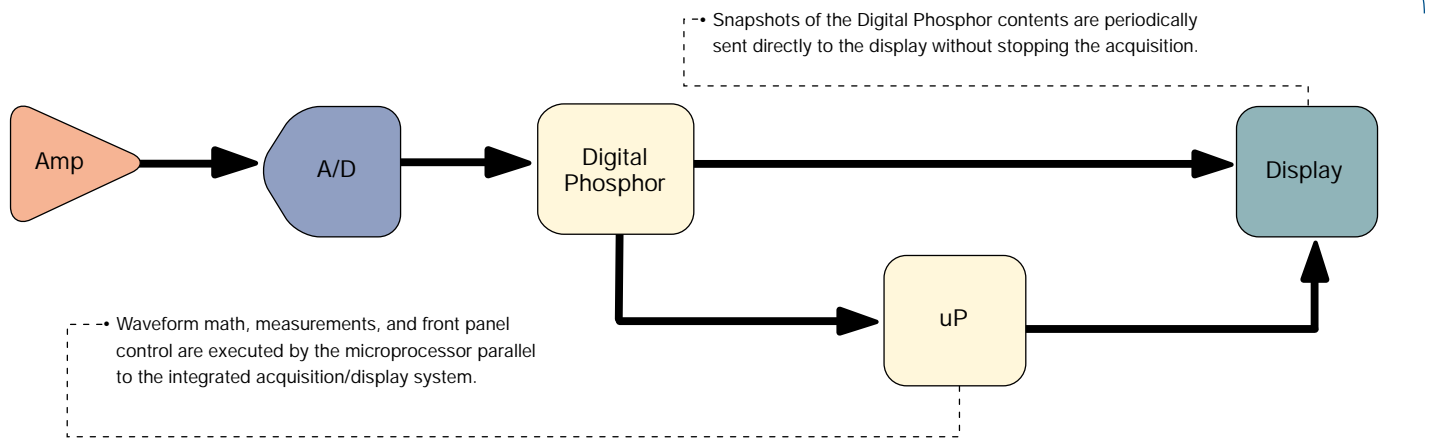 • Snapshots of the Digital Phosphor contents are periodically
sent directly to the display without stopping the acquisition.
Amp
A/D
Digital
Phosphor
Display
uP
• Waveform math, measurements, and front panel
control are executed by the microprocessor parallel
to the integrated acquisition/display system.